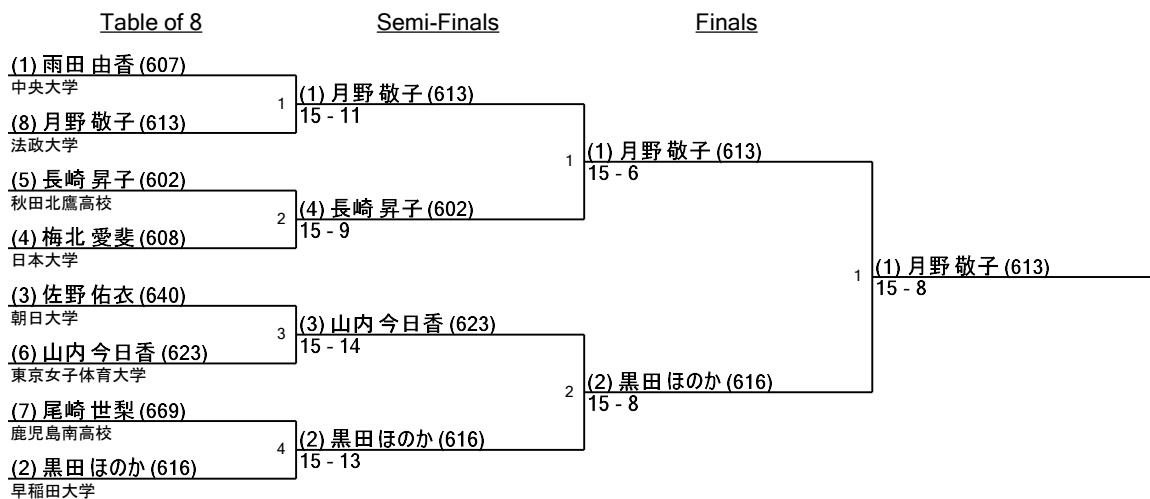 Table of 8
Semi-Finals
Finals
(1) 雨田 由香 (607)
中央大学
1
(1) 月野 敬子 (613)
15 - 11
(8) 月野 敬子 (613)
法政大学
1
(1) 月野 敬子 (613)
15 - 6
(5) 長崎 昇子 (602)
秋田北鷹高校
2
(4) 長崎 昇子 (602)
15 - 9
(4) 梅北 愛斐 (608)
日本大学
1
(1) 月野 敬子 (613)
15 - 8
(3) 佐野 佑衣 (640)
朝日大学
3
(3) 山内 今日香 (623)
15 - 14
(6) 山内 今日香 (623)
東京女子体育大学
2
(2) 黒田 ほのか (616)
15 - 8
(7) 尾崎 世梨 (669)
鹿児島南高校
4
(2) 黒田 ほのか (616)
15 - 13
(2) 黒田 ほのか (616)
早稲田大学